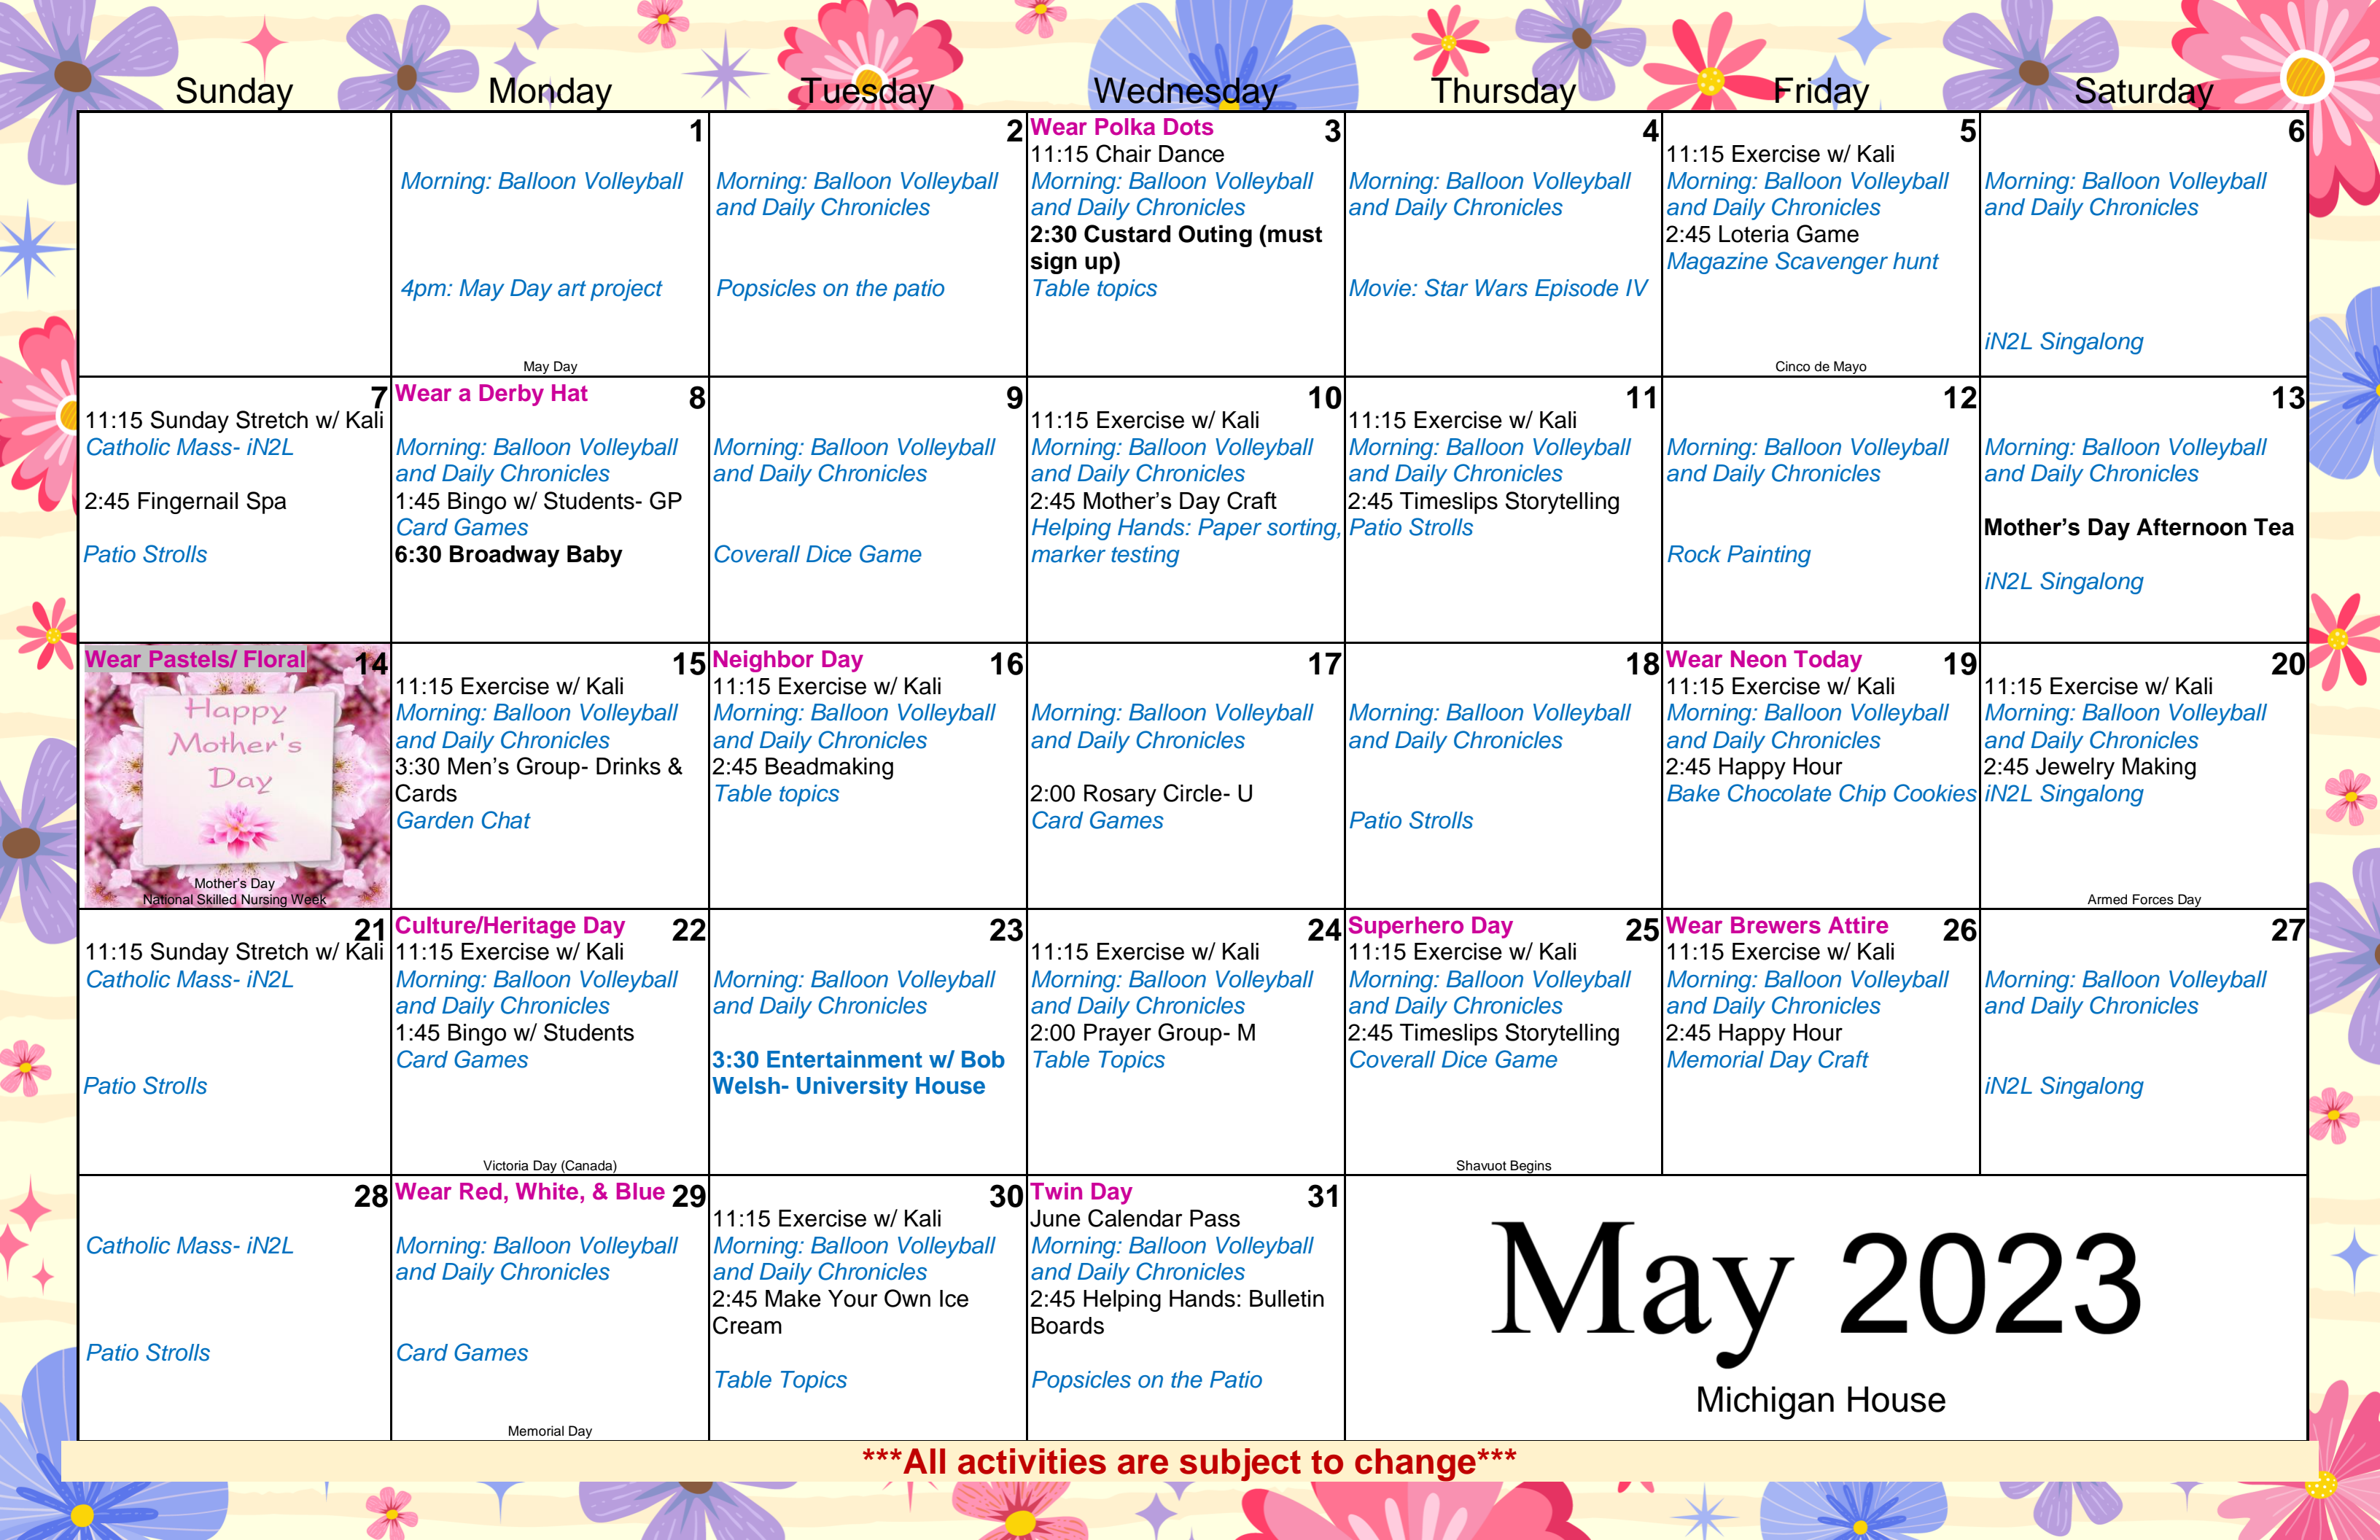 Sunday Monday Tuesday Wednesday Thursday Friday Saturday
1
Morning: Balloon Volleyball
4pm: May Day art project
May Day
2
Morning: Balloon Volleyball
and Daily Chronicles
Popsicles on the patio
Wear Polka Dots 3
11:15 Chair Dance
Morning: Balloon Volleyball
and Daily Chronicles
2:30 Custard Outing (must
sign up)
Table topics
4
Morning: Balloon Volleyball
and Daily Chronicles
Movie: Star Wars Episode IV
5
11:15 Exercise w/ Kali
Morning: Balloon Volleyball
and Daily Chronicles
2:45 Loteria Game
Magazine Scavenger hunt
Cinco de Mayo
6
Morning: Balloon Volleyball
and Daily Chronicles
iN2L Singalong
7
11:15 Sunday Stretch w/ Kali
Catholic Mass- iN2L
2:45 Fingernail Spa
Patio Strolls
Wear a Derby Hat 8
Morning: Balloon Volleyball
and Daily Chronicles
1:45 Bingo w/ Students- GP
Card Games
6:30 Broadway Baby
9
Morning: Balloon Volleyball
and Daily Chronicles
Coverall Dice Game
10
11:15 Exercise w/ Kali
Morning: Balloon Volleyball
and Daily Chronicles
2:45 Mother’s Day Craft
Helping Hands: Paper sorting,
marker testing
11
11:15 Exercise w/ Kali
Morning: Balloon Volleyball
and Daily Chronicles
2:45 Timeslips Storytelling
Patio Strolls
12
Morning: Balloon Volleyball
and Daily Chronicles
Rock Painting
13
Morning: Balloon Volleyball
and Daily Chronicles
Mother’s Day Afternoon Tea
iN2L Singalong
Wear Pastels/ Floral 14
Happy
Mother's
Day
Mother’s Day
National Skilled Nursing Week
15
11:15 Exercise w/ Kali
Morning: Balloon Volleyball
and Daily Chronicles
3:30 Men’s Group- Drinks &
Cards
Garden Chat
Neighbor Day 16
11:15 Exercise w/ Kali
Morning: Balloon Volleyball
and Daily Chronicles
2:45 Beadmaking
Table topics
17
Morning: Balloon Volleyball
and Daily Chronicles
2:00 Rosary Circle- U
Card Games
18
Morning: Balloon Volleyball
and Daily Chronicles
Patio Strolls
Wear Neon Today 19
11:15 Exercise w/ Kali
Morning: Balloon Volleyball
and Daily Chronicles
2:45 Happy Hour
Bake Chocolate Chip Cookies
20
11:15 Exercise w/ Kali
Morning: Balloon Volleyball
and Daily Chronicles
2:45 Jewelry Making
iN2L Singalong
Armed Forces Day
21
11:15 Sunday Stretch w/ Kali
Catholic Mass- iN2L
Patio Strolls
Culture/Heritage Day 22
11:15 Exercise w/ Kali
Morning: Balloon Volleyball
and Daily Chronicles
1:45 Bingo w/ Students
Card Games
Victoria Day (Canada)
23
Morning: Balloon Volleyball
and Daily Chronicles
3:30 Entertainment w/ Bob
Welsh- University House
24
11:15 Exercise w/ Kali
Morning: Balloon Volleyball
and Daily Chronicles
2:00 Prayer Group- M
Table Topics
Superhero Day 25
11:15 Exercise w/ Kali
Morning: Balloon Volleyball
and Daily Chronicles
2:45 Timeslips Storytelling
Coverall Dice Game
Shavuot Begins
Wear Brewers Attire 26
11:15 Exercise w/ Kali
Morning: Balloon Volleyball
and Daily Chronicles
2:45 Happy Hour
Memorial Day Craft
27
Morning: Balloon Volleyball
and Daily Chronicles
iN2L Singalong
28
Catholic Mass- iN2L
Patio Strolls
Wear Red, White, & Blue 29
Morning: Balloon Volleyball
and Daily Chronicles
Card Games
Memorial Day
30
11:15 Exercise w/ Kali
Morning: Balloon Volleyball
and Daily Chronicles
2:45 Make Your Own Ice
Cream
Table Topics
Twin Day 31
June Calendar Pass
Morning: Balloon Volleyball
and Daily Chronicles
2:45 Helping Hands: Bulletin
Boards
Popsicles on the Patio
May 2023
Michigan House
***All activities are subject to change***